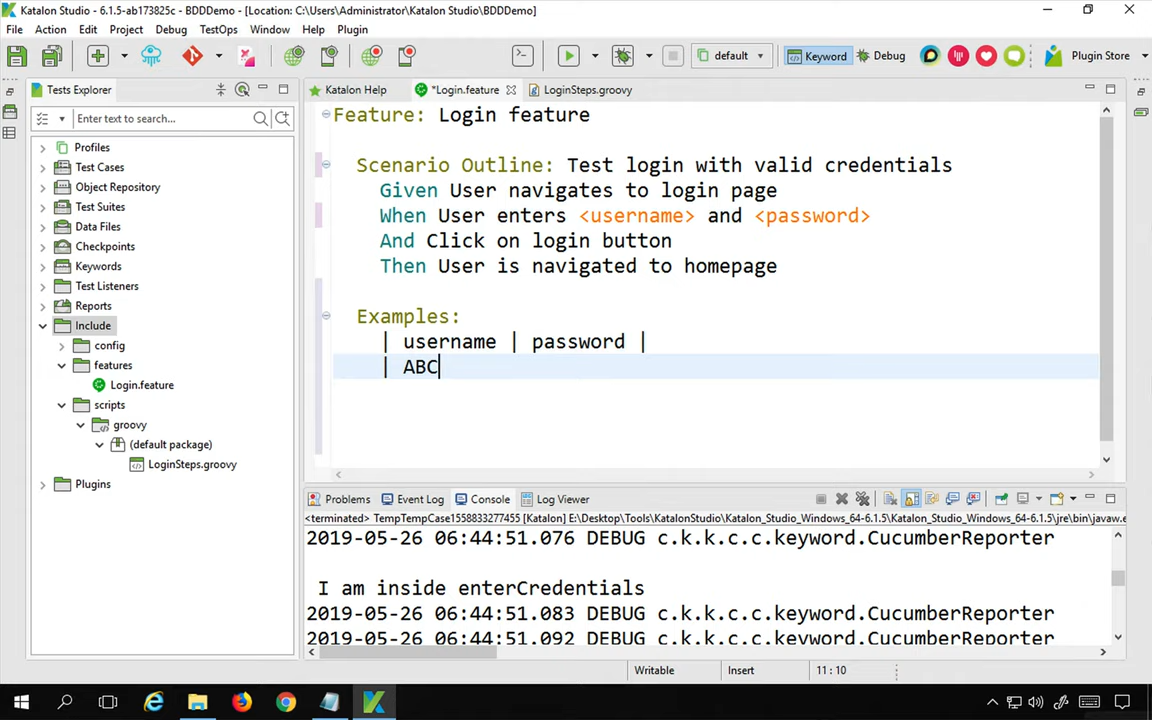 Katalon Studio - 6.1.5-ab173825c - BDDDemo - [Location: C:\Users\Administrator\Katalon Studio\BDDDemo]
File Action Edit Project Debug TestOps Window Help Plugin
default Keyword Debug Plugin Store
Tests Explorer
Katalon Help *Login.feature LoginSteps.groovy
Enter text to search...
Profiles
Test Cases
Object Repository
Test Suites
Data Files
Checkpoints
Keywords
Test Listeners
Reports
Include
config
features
Login.feature
scripts
groovy
(default package)
LoginSteps.groovy
Plugins
Feature: Login feature
Scenario Outline: Test login with valid credentials
Given User navigates to login page
When User enters <username> and <password>
And Click on login button
Then User is navigated to homepage
Examples:
| username | password |
| ABC
Problems Event Log Console Log Viewer
<terminated> TempTempCase1558833277455 [Katalon] E:\Desktop\Tools\KatalonStudio\Katalon_Studio_Windows_64-6.1.5\Katalon_Studio_Windows_64-6.1.5\jre\bin\javaw.e
2019-05-26 06:44:51.076 DEBUG c.k.k.c.c.keyword.CucumberReporter
I am inside enterCredentials
2019-05-26 06:44:51.083 DEBUG c.k.k.c.c.keyword.CucumberReporter
2019-05-26 06:44:51.092 DEBUG c.k.k.c.c.keyword.CucumberReporter
Writable Insert 11 : 10